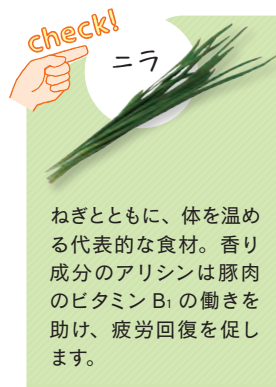 check!
ニラ
ねぎとともに、体を温め
る代表的な食材。香り
成分のアリシンは豚肉
のビタミン B₁ の働きを
助け、疲労回復を促し
ます。